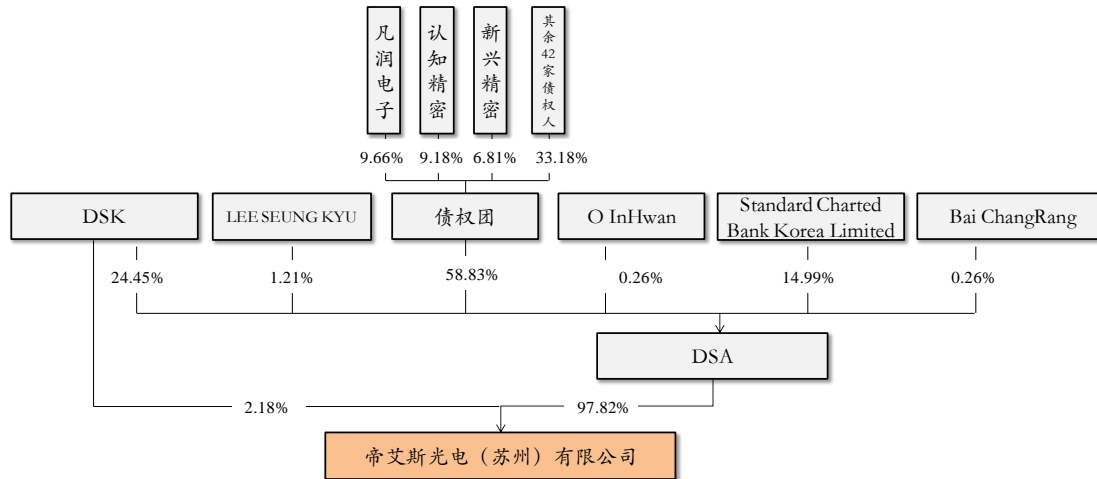 凡润电子
认知精密
新兴精密
其余42家债权人
9.66%
9.18%
6.81%
33.18%
DSK
LEE SEUNG KYU
债权团
O InHwan
Standard Charted
Bank Korea Limited
Bai ChangRang
24.45%
1.21%
58.83%
0.26%
14.99%
0.26%
DSA
2.18%
97.82%
帝艾斯光电（苏州）有限公司